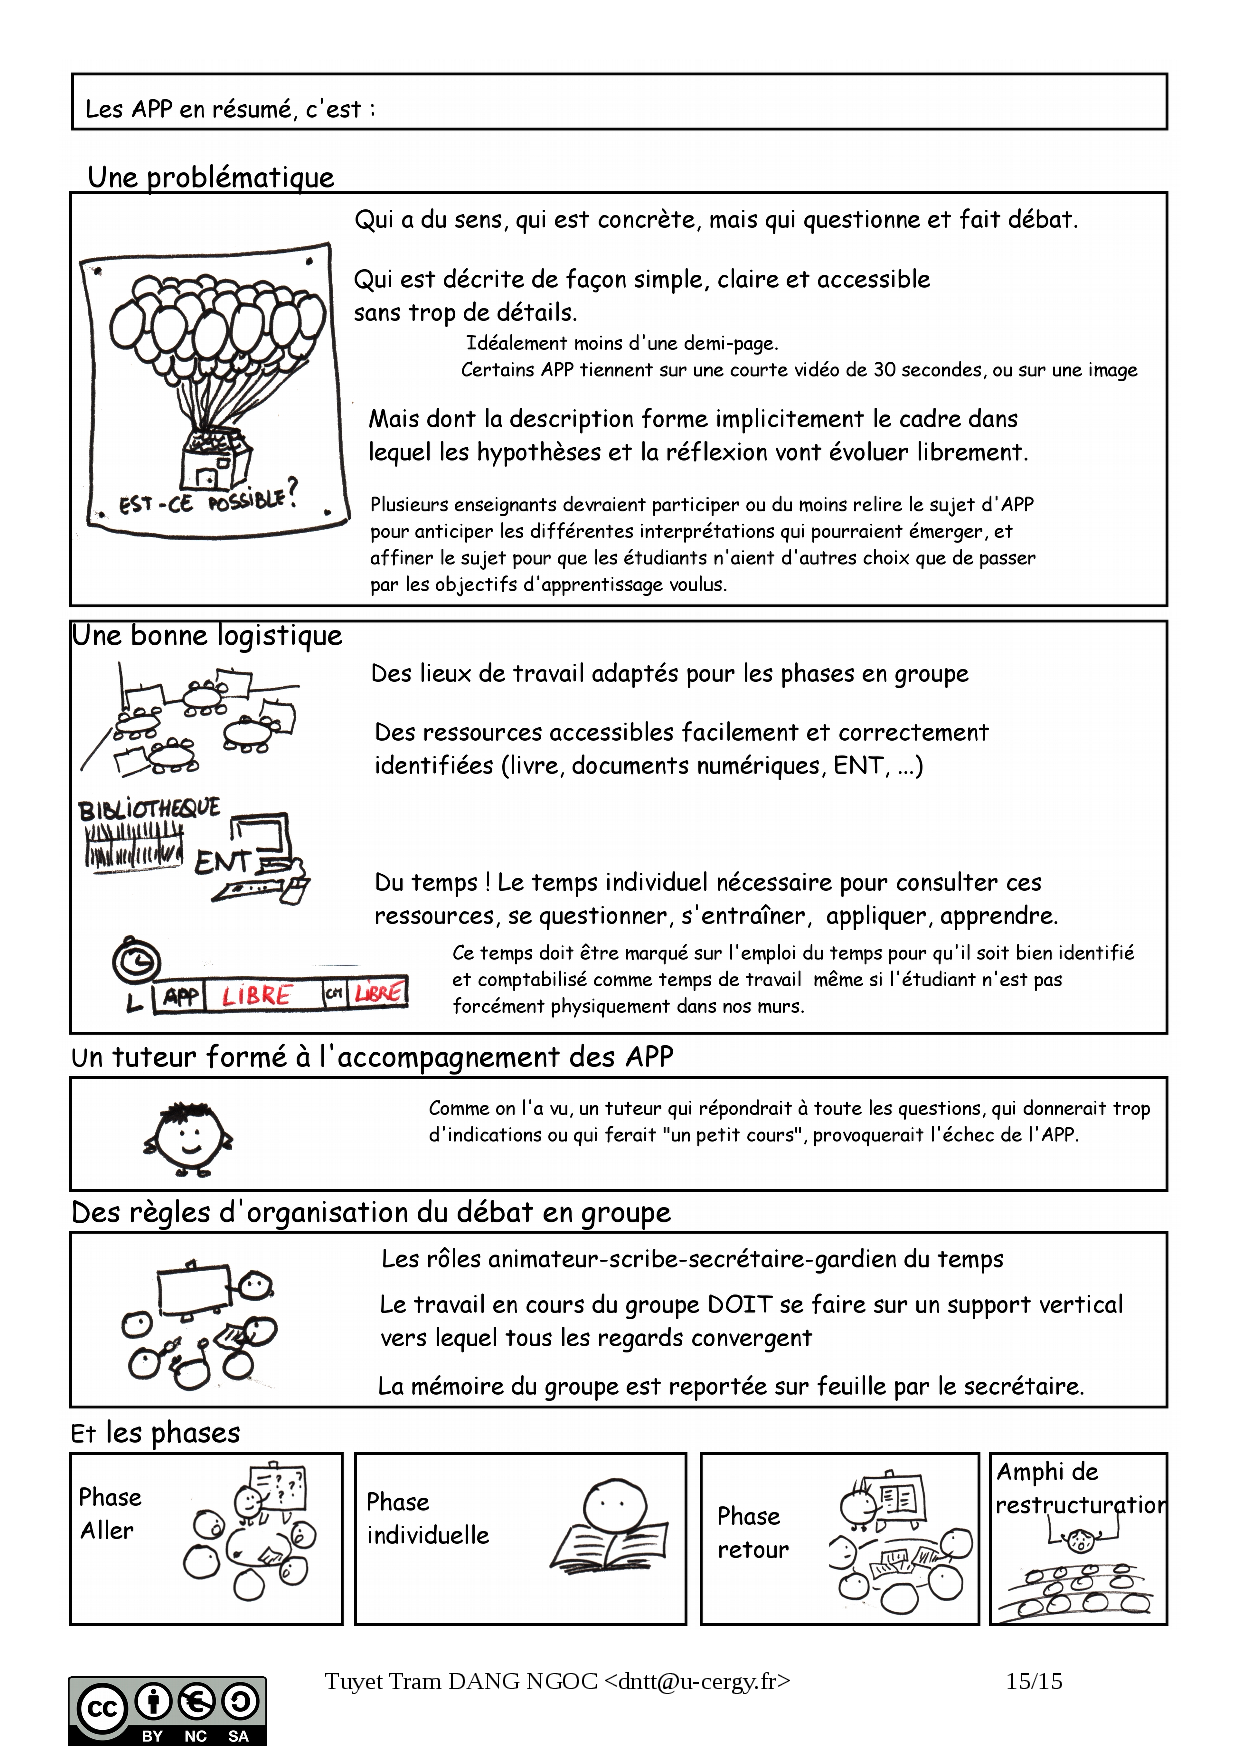 Les APP en résumé, c'est :
Une problématique
Qui a du sens, qui est concrète, mais qui questionne et fait débat.
Qui est décrite de façon simple, claire et accessible
sans trop de détails.
Idéalement moins d'une demi-page.
Certains APP tiennent sur une courte vidéo de 30 secondes, ou sur une image
Mais dont la description forme implicitement le cadre dans
lequel les hypothèses et la réflexion vont évoluer librement.
EST-CE POSSIBLE?
Plusieurs enseignants devraient participer ou du moins relire le sujet d'APP
pour anticiper les différentes interprétations qui pourraient émerger, et
affiner le sujet pour que les étudiants n'aient d'autres choix que de passer
par les objectifs d'apprentissage voulus.
Une bonne logistique
Des lieux de travail adaptés pour les phases en groupe
Des ressources accessibles facilement et correctement
identifiées (livre, documents numériques, ENT, ...)
BIBLIOTHEQUE
ENT
Du temps ! Le temps individuel nécessaire pour consulter ces
ressources, se questionner, s'entraîner,  appliquer, apprendre.
Ce temps doit être marqué sur l'emploi du temps pour qu'il soit bien identifié
et comptabilisé comme temps de travail  même si l'étudiant n'est pas
forcément physiquement dans nos murs.
L APP LIBRE CM LIBRE
Un tuteur formé à l'accompagnement des APP
Comme on l'a vu, un tuteur qui répondrait à toute les questions, qui donnerait trop
d'indications ou qui ferait "un petit cours", provoquerait l'échec de l'APP.
Des règles d'organisation du débat en groupe
Les rôles animateur-scribe-secrétaire-gardien du temps
Le travail en cours du groupe DOIT se faire sur un support vertical
vers lequel tous les regards convergent
La mémoire du groupe est reportée sur feuille par le secrétaire.
Et les phases
Phase
Aller
? ? ? ?
Phase
individuelle
Phase
retour
Amphi de
restructuration
Tuyet Tram DANG NGOC <dntt@u-cergy.fr>
15/15
cc
BY NC SA